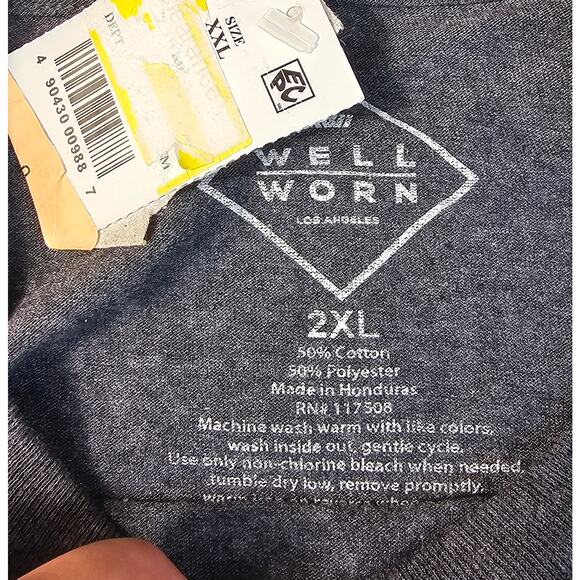 SIZE
XXL
DEPT
4 90430 00988 7
WELL
WORN
LOS ANGELES
2XL
50% Cotton
50% Polyester
Made in Honduras
RN# 117508
Machine wash warm with like colors,
wash inside out, gentle cycle.
Use only non-chlorine bleach when needed,
tumble dry low, remove promptly.